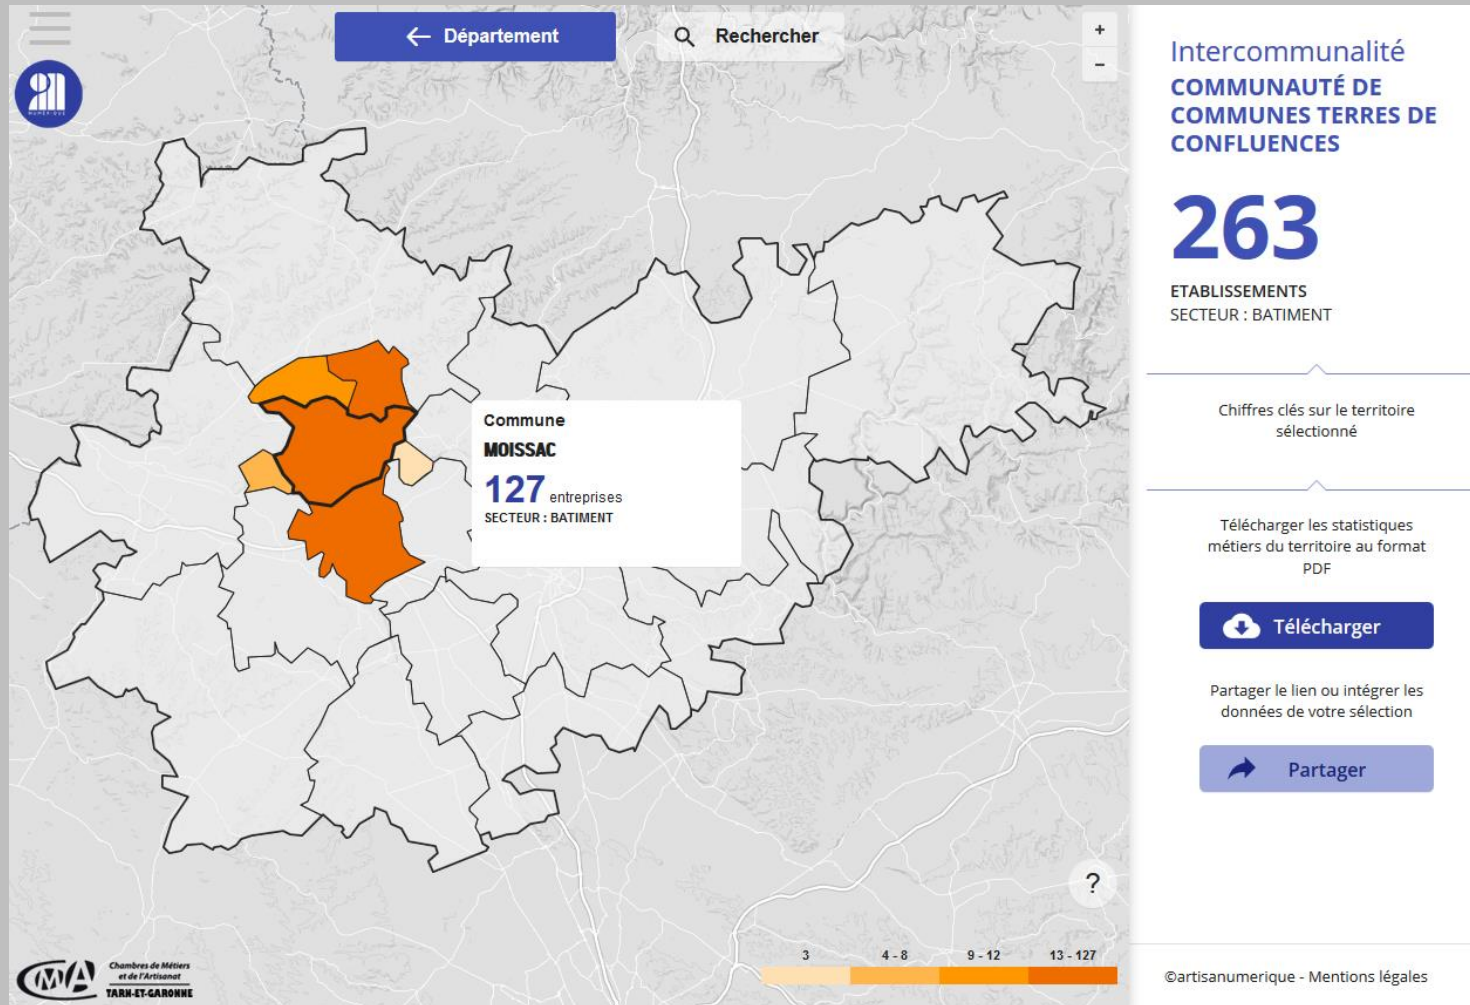 ← Département
Rechercher
+
−
NUMÉRIQUE
Intercommunalité
COMMUNAUTÉ DE
COMMUNES TERRES DE
CONFLUENCES
263
ETABLISSEMENTS
SECTEUR : BATIMENT
Chiffres clés sur le territoire
sélectionné
Commune
MOISSAC
127 entreprises
SECTEUR : BATIMENT
Télécharger les statistiques
métiers du territoire au format
PDF
Télécharger
Partager le lien ou intégrer les
données de votre sélection
Partager
?
3 4 - 8 9 - 12 13 - 127
CMA
Chambres de Métiers
et de l'Artisanat
TARN-ET-GARONNE
©artisanumerique - Mentions légales